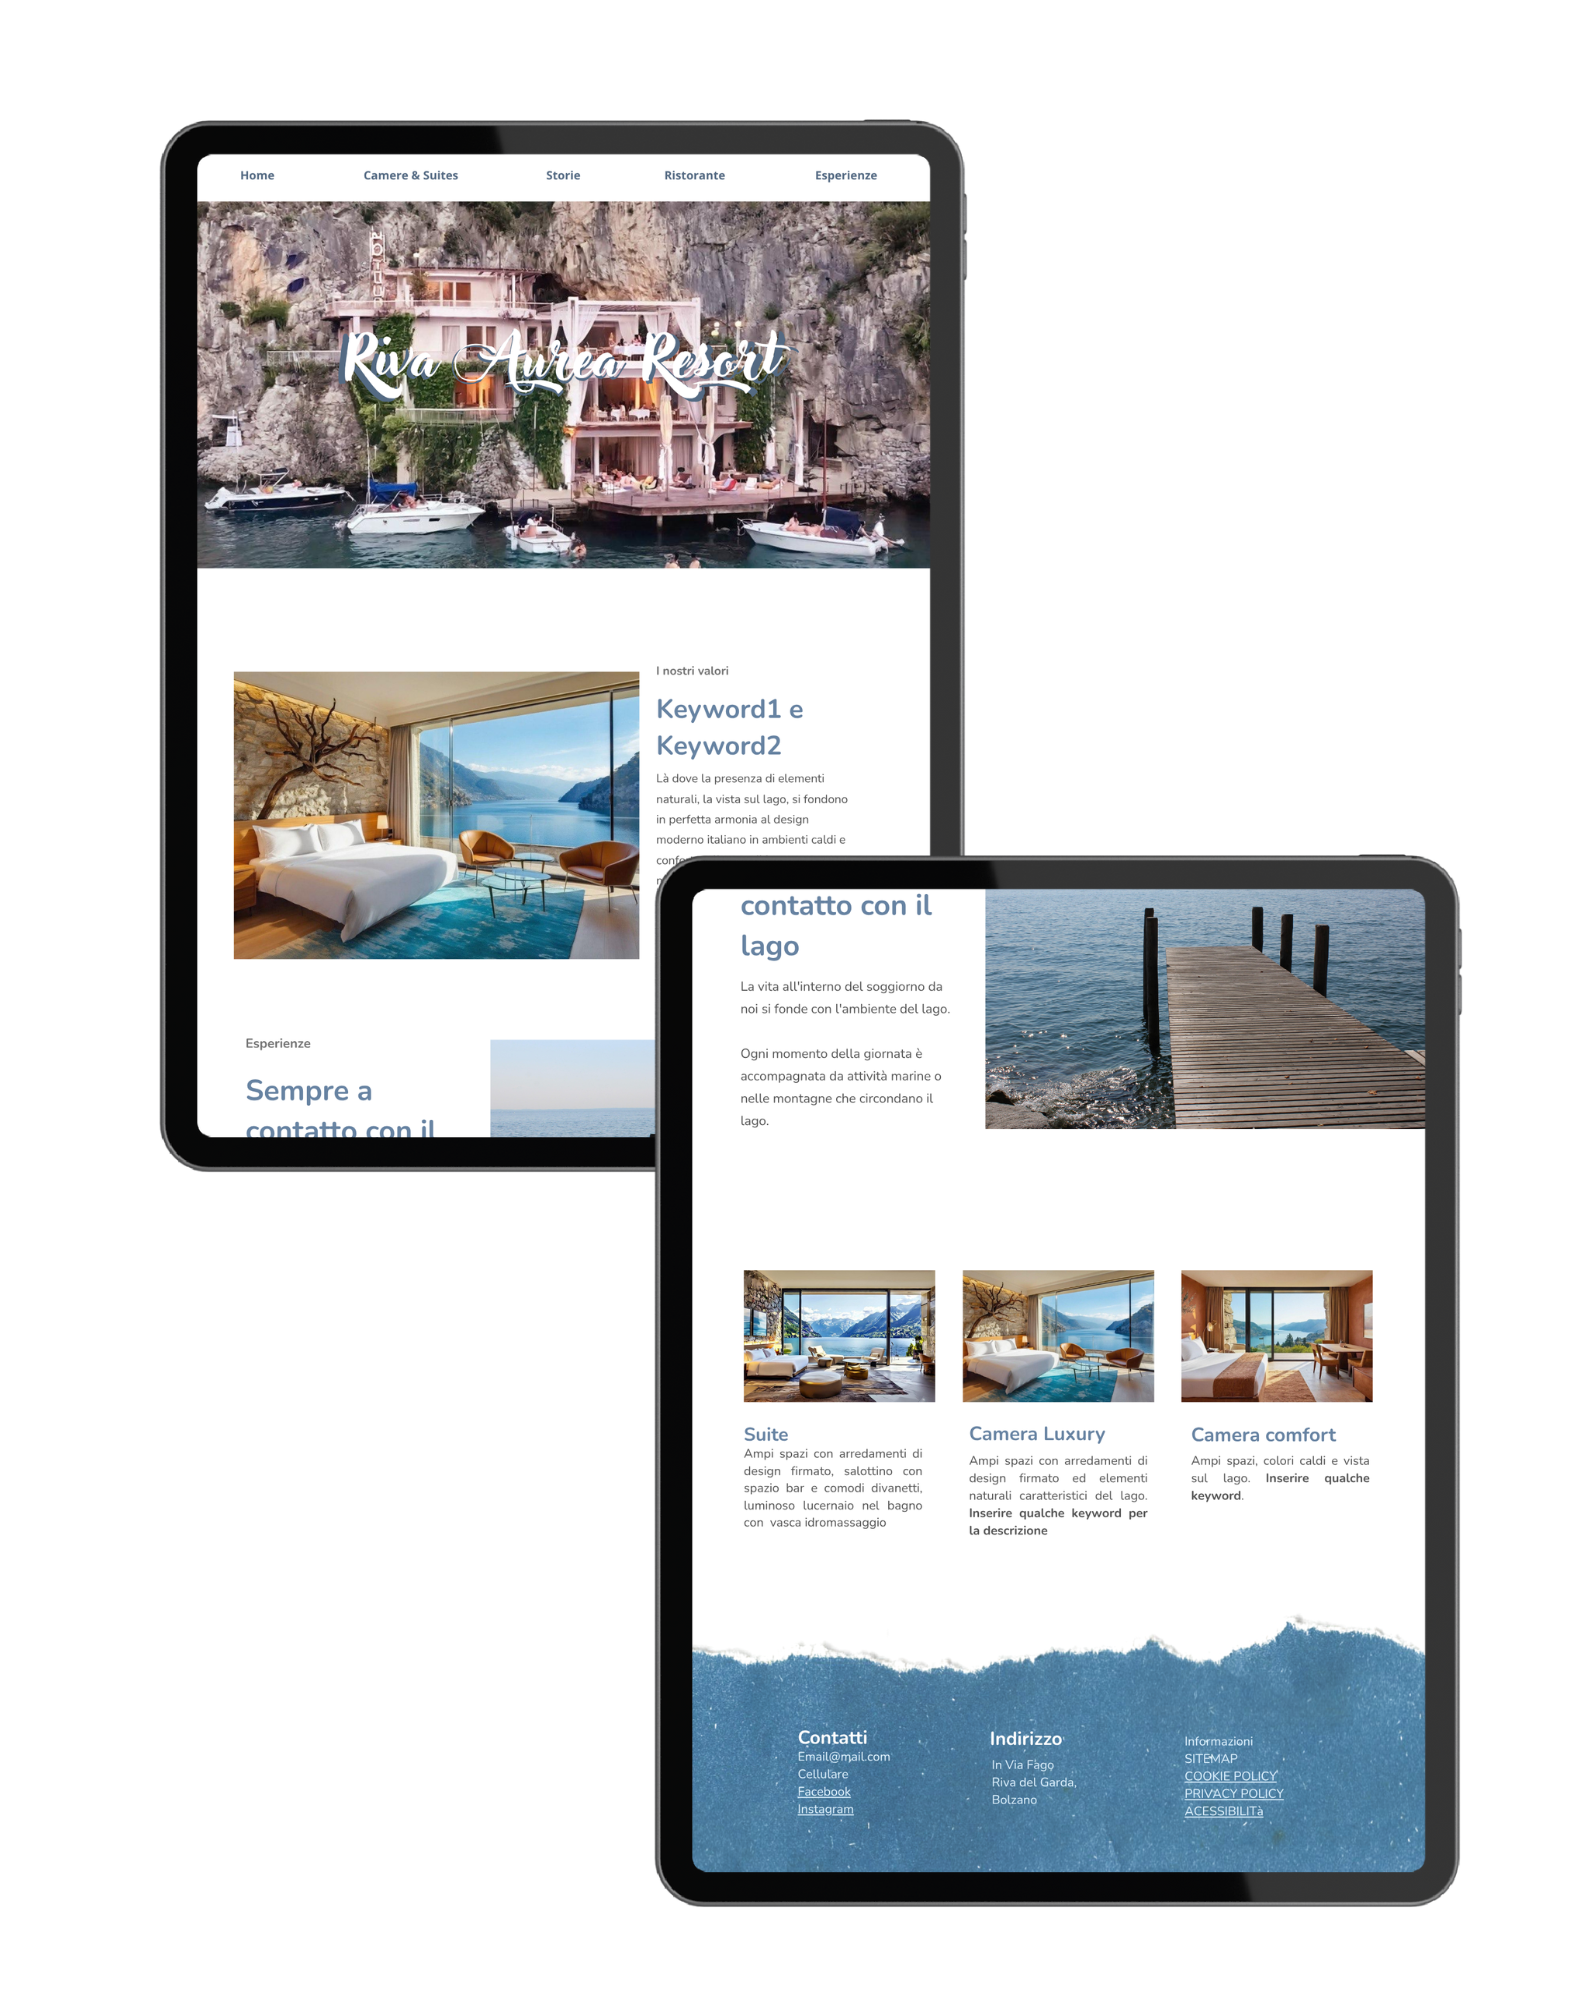 Home Camere & Suites Storie Ristorante Esperienze
HOTEL
Riva Aurea Resort
I nostri valori
Keyword1 e
Keyword2
Là dove la presenza di elementi
naturali, la vista sul lago, si fondono
in perfetta armonia al design
moderno italiano in ambienti caldi e
Esperienze
Sempre a
contatto con il
contatto con il
lago
La vita all'interno del soggiorno da
noi si fonde con l'ambiente del lago.
Ogni momento della giornata è
accompagnata da attività marine o
nelle montagne che circondano il
lago.
Suite
Ampi spazi con arredamenti di
design firmato, salottino con
spazio bar e comodi divanetti,
luminoso lucernaio nel bagno
con vasca idromassaggio
Camera Luxury
Ampi spazi con arredamenti di
design firmato ed elementi
naturali caratteristici del lago.
Inserire qualche keyword per
la descrizione
Camera comfort
Ampi spazi, colori caldi e vista
sul lago. Inserire qualche
keyword.
Contatti
Email@mail.com
Cellulare
Facebook
Instagram
Indirizzo
In Via Fago
Riva del Garda,
Bolzano
Informazioni
SITEMAP
COOKIE POLICY
PRIVACY POLICY
ACESSIBILITà